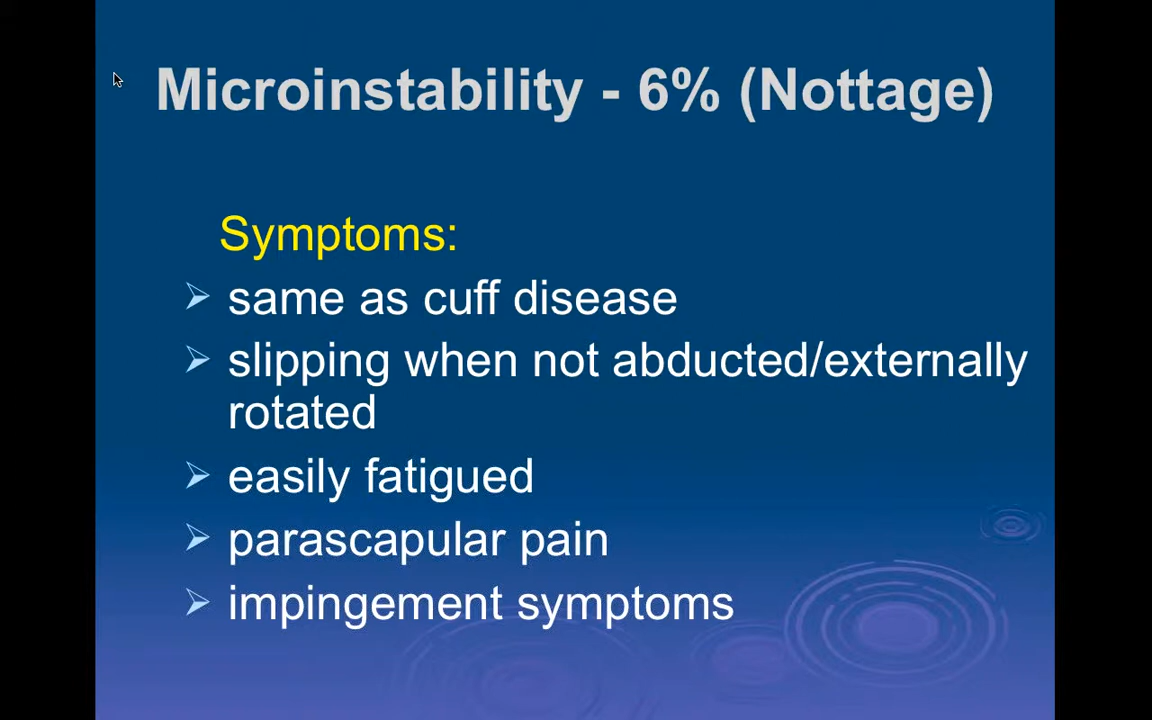 Microinstability - 6% (Nottage)
Symptoms:
same as cuff disease
slipping when not abducted/externally
rotated
easily fatigued
parascapular pain
impingement symptoms